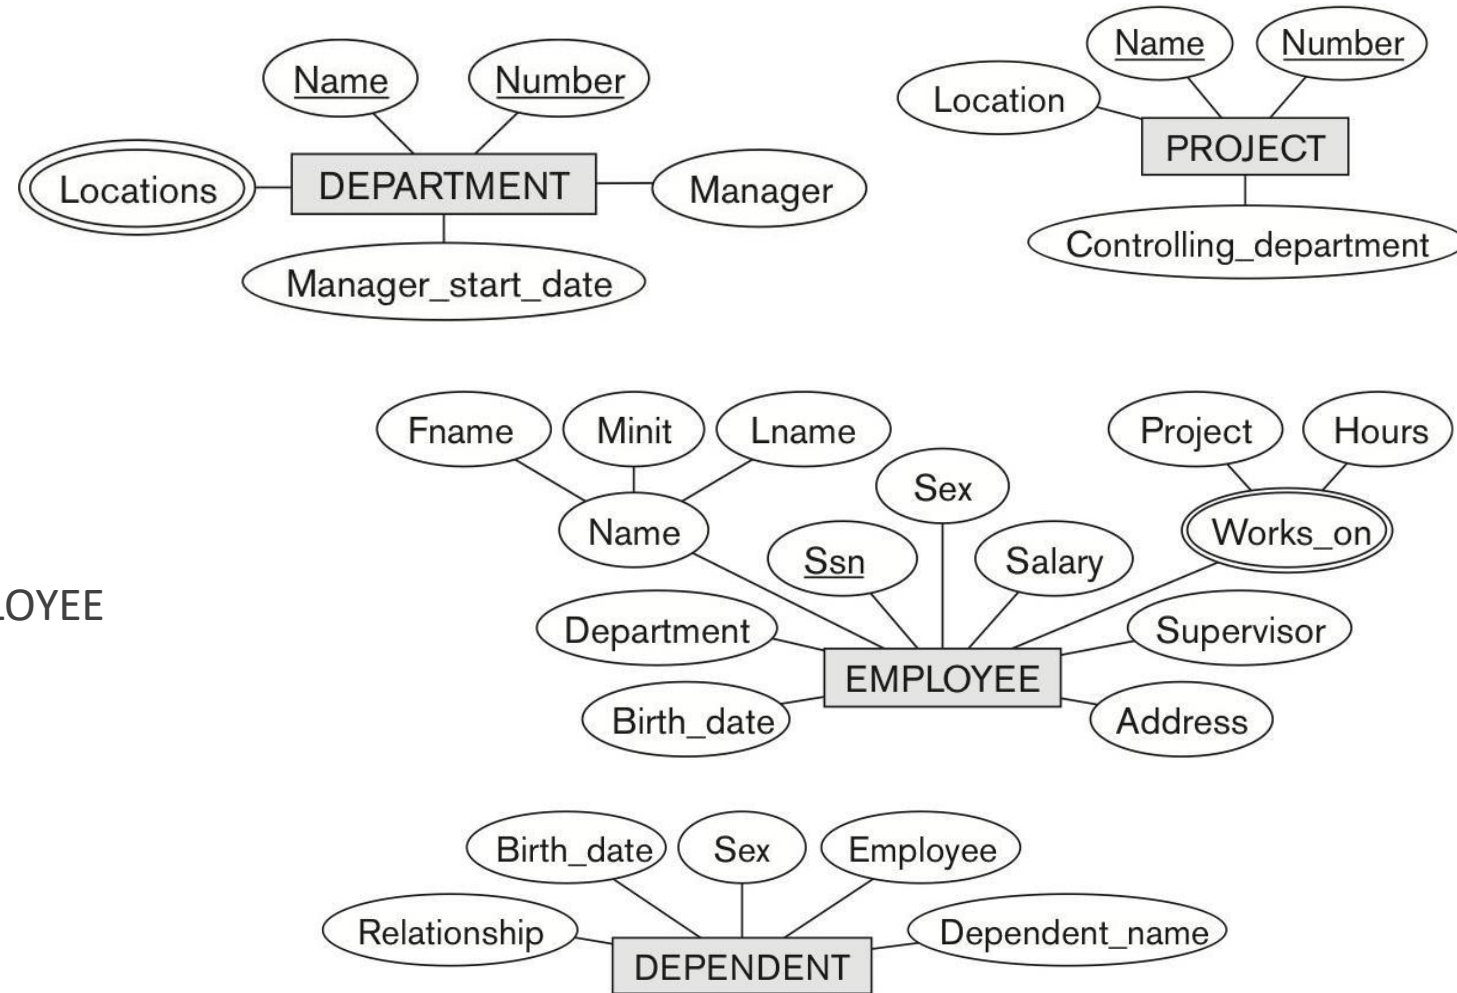 Name
Number
Locations
DEPARTMENT
Manager
Manager_start_date
Name
Number
Location
PROJECT
Controlling_department
Fname
Minit
Lname
Name
Ssn
Sex
Salary
Project
Hours
Works_on
Department
Supervisor
EMPLOYEE
Birth_date
Address
LOYEE
Birth_date
Sex
Employee
Relationship
Dependent_name
DEPENDENT